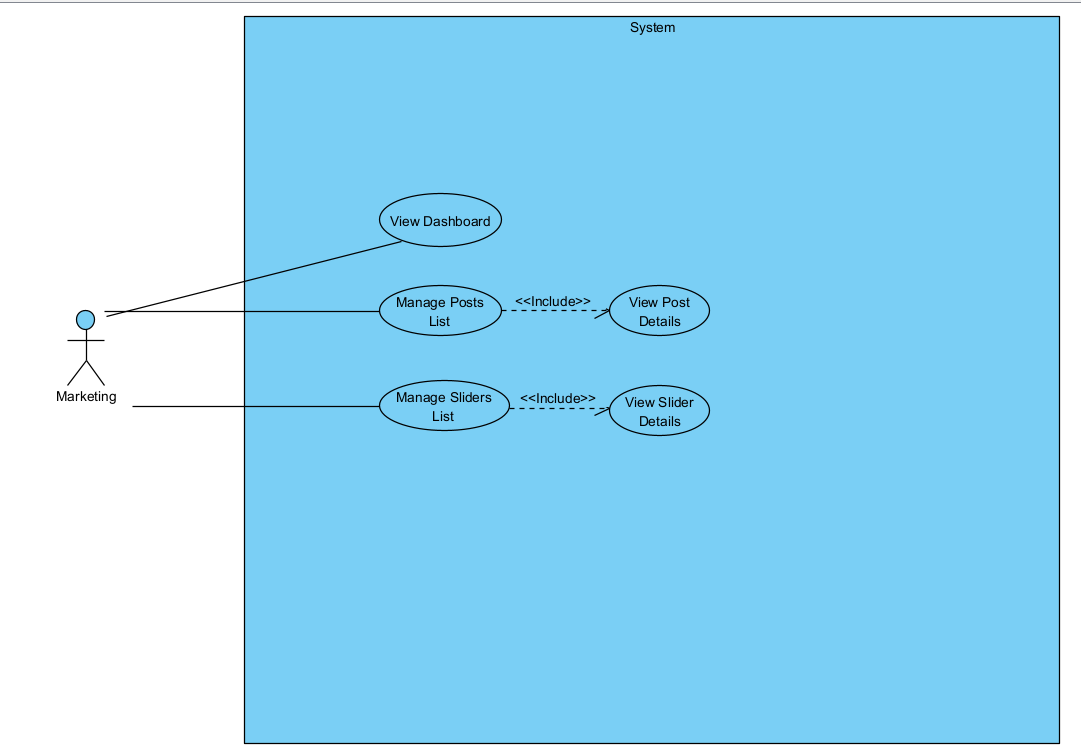 System
View Dashboard
Manage Posts
List
<<Include>>
View Post
Details
Marketing
Manage Sliders
List
<<Include>>
View Slider
Details